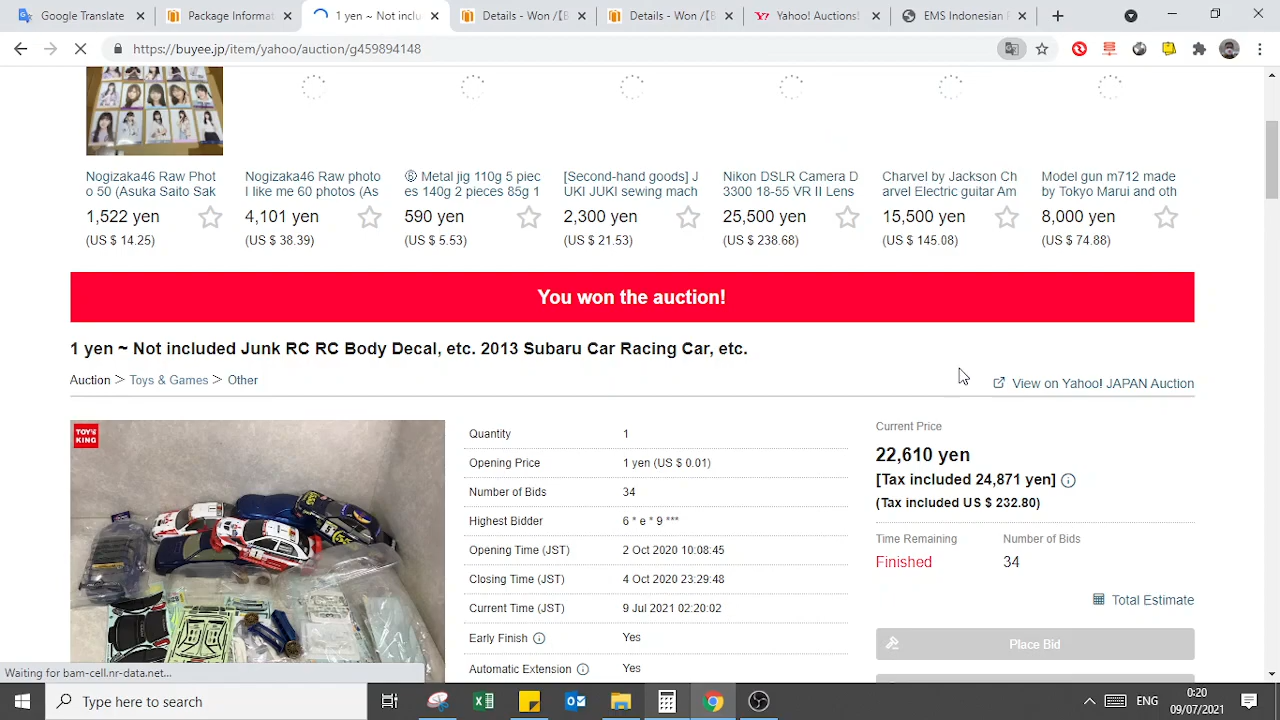 Google Translate
Package Informat
1 yen ~ Not inclu
Details - Won /【B
Details - Won /【B
Yahoo! Auctions!
EMS Indonesian P
https://buyee.jp/item/yahoo/auction/g459894148
Nogizaka46 Raw Phot
o 50 (Asuka Saito Sak
1,522 yen
(US $ 14.25)
Nogizaka46 Raw photo
I like me 60 photos (As
4,101 yen
(US $ 38.39)
Metal jig 110g 5 piec
es 140g 2 pieces 85g 1
590 yen
(US $ 5.53)
[Second-hand goods] J
UKI JUKI sewing mach
2,300 yen
(US $ 21.53)
Nikon DSLR Camera D
3300 18-55 VR II Lens
25,500 yen
(US $ 238.68)
Charvel by Jackson Ch
arvel Electric guitar Am
15,500 yen
(US $ 145.08)
Model gun m712 made
by Tokyo Marui and oth
8,000 yen
(US $ 74.88)
You won the auction!
1 yen ~ Not included Junk RC RC Body Decal, etc. 2013 Subaru Car Racing Car, etc.
Auction > Toys & Games > Other
View on Yahoo! JAPAN Auction
TOY'S
KING
Quantity 1
Opening Price 1 yen (US $ 0.01)
Number of Bids 34
Highest Bidder 6 * e * 9 ***
Opening Time (JST) 2 Oct 2020 10:08:45
Closing Time (JST) 4 Oct 2020 23:29:48
Current Time (JST) 9 Jul 2021 02:20:02
Early Finish Yes
Automatic Extension Yes
Current Price
22,610 yen
[Tax included 24,871 yen]
(Tax included US $ 232.80)
Time Remaining Number of Bids
Finished 34
Total Estimate
Place Bid
Waiting for bam-cell.nr-data.net...
Type here to search
ENG
0:20
09/07/2021